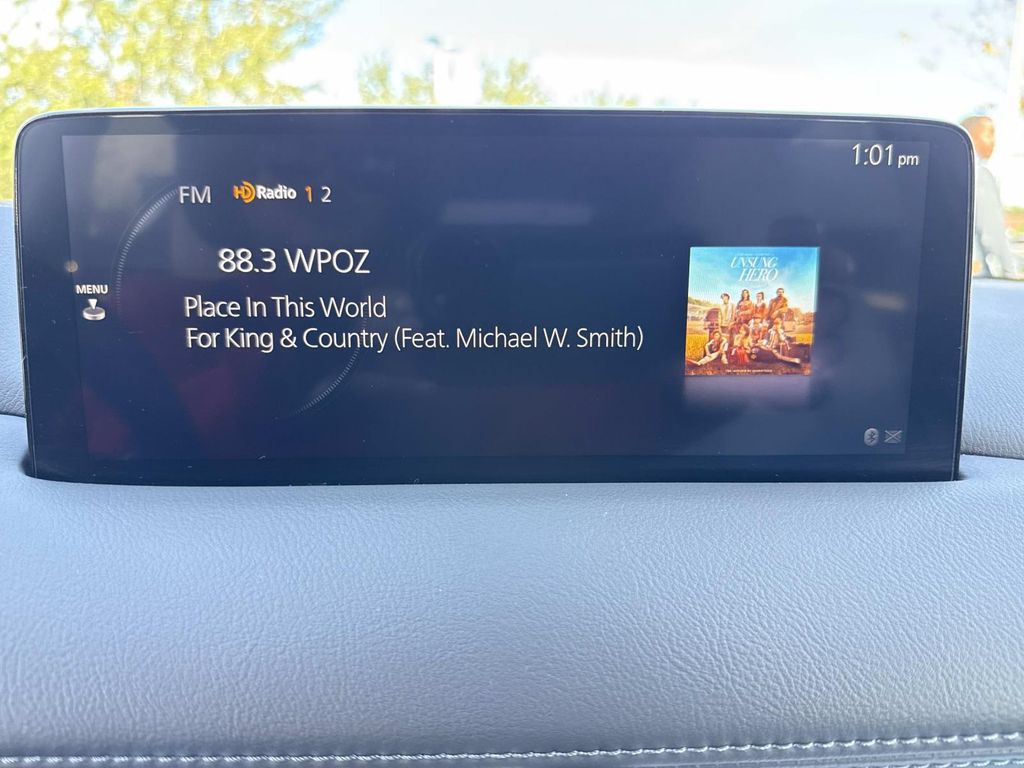 1:01 pm
FM HD Radio 1 2
88.3 WPOZ
MENU
Place In This World
For King & Country (Feat. Michael W. Smith)
UNSUNG
HERO